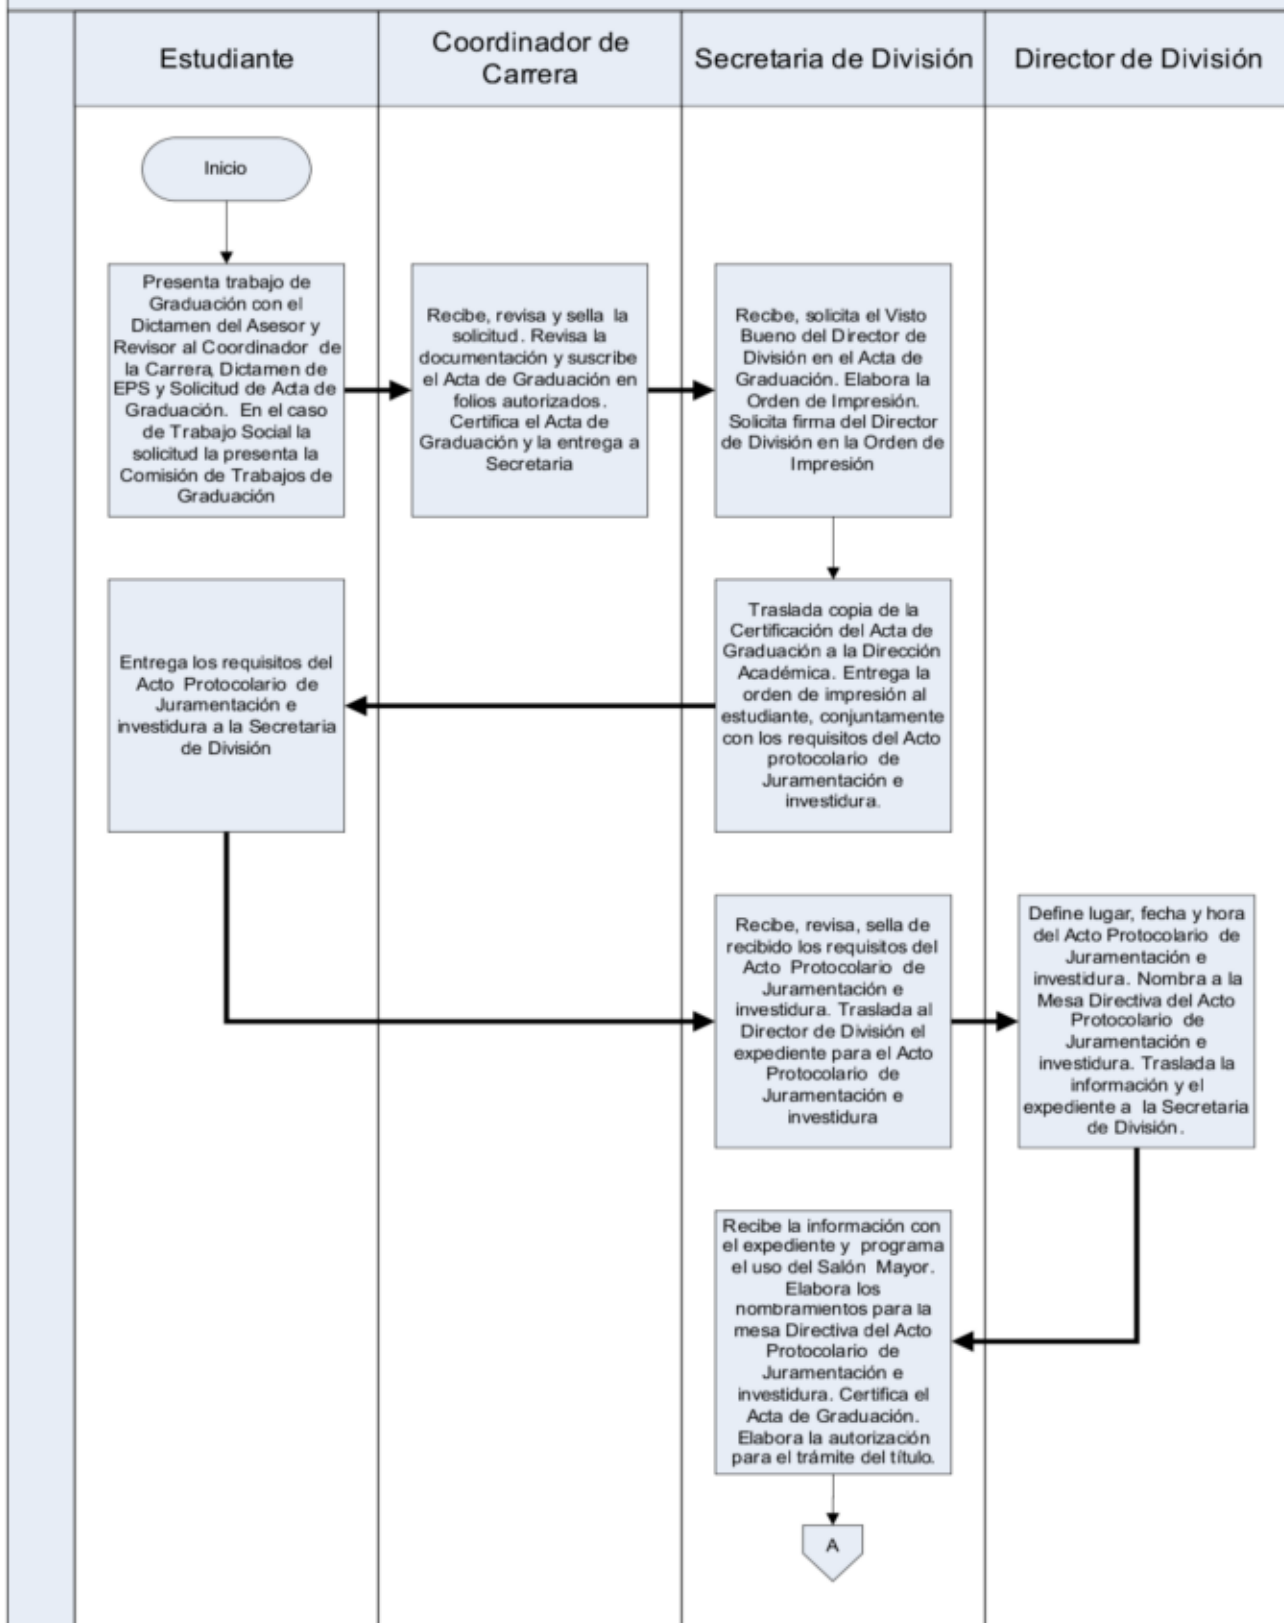 Estudiante
Coordinador de
Carrera
Secretaria de División
Director de División
Inicio
Presenta trabajo de
Graduación con el
Dictamen del Asesor y
Revisor al Coordinador de
la Carrera, Dictamen de
EPS y Solicitud de Acta de
Graduación. En el caso
de Trabajo Social la
solicitud la presenta la
Comisión de Trabajos de
Graduación
Recibe, revisa y sella la
solicitud. Revisa la
documentación y suscribe
el Acta de Graduación en
folios autorizados.
Certifica el Acta de
Graduación y la entrega a
Secretaria
Recibe, solicita el Visto
Bueno del Director de
División en el Acta de
Graduación. Elabora la
Orden de Impresión.
Solicita firma del Director
de División en la Orden de
Impresión
Traslada copia de la
Certificación del Acta de
Graduación a la Dirección
Académica. Entrega la
orden de impresión al
estudiante, conjuntamente
con los requisitos del Acto
protocolario de
Juramentación e
investidura.
Entrega los requisitos del
Acto Protocolario de
Juramentación e
investidura a la Secretaria
de División
Recibe, revisa, sella de
recibido los requisitos del
Acto Protocolario de
Juramentación e
investidura. Traslada al
Director de División el
expediente para el Acto
Protocolario de
Juramentación e
investidura
Define lugar, fecha y hora
del Acto Protocolario de
Juramentación e
investidura. Nombra a la
Mesa Directiva del Acto
Protocolario de
Juramentación e
investidura. Traslada la
información y el
expediente a la Secretaria
de División.
Recibe la información con
el expediente y programa
el uso del Salón Mayor.
Elabora los
nombramientos para la
mesa Directiva del Acto
Protocolario de
Juramentación e
investidura. Certifica el
Acta de Graduación.
Elabora la autorización
para el trámite del título.
A